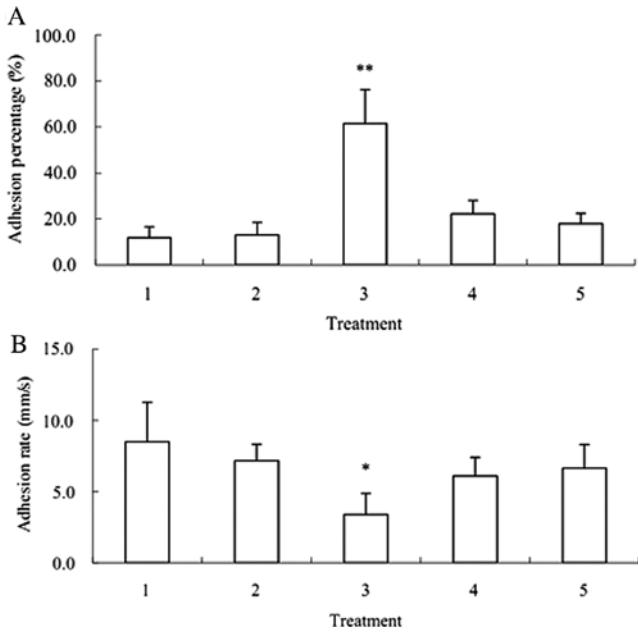 A
Adhesion percentage (%)
100.0
80.0
60.0
40.0
20.0
0.0
**
1 2 3 4 5
Treatment
B
Adhesion rate (mm/s)
15.0
10.0
5.0
0.0
*
1 2 3 4 5
Treatment